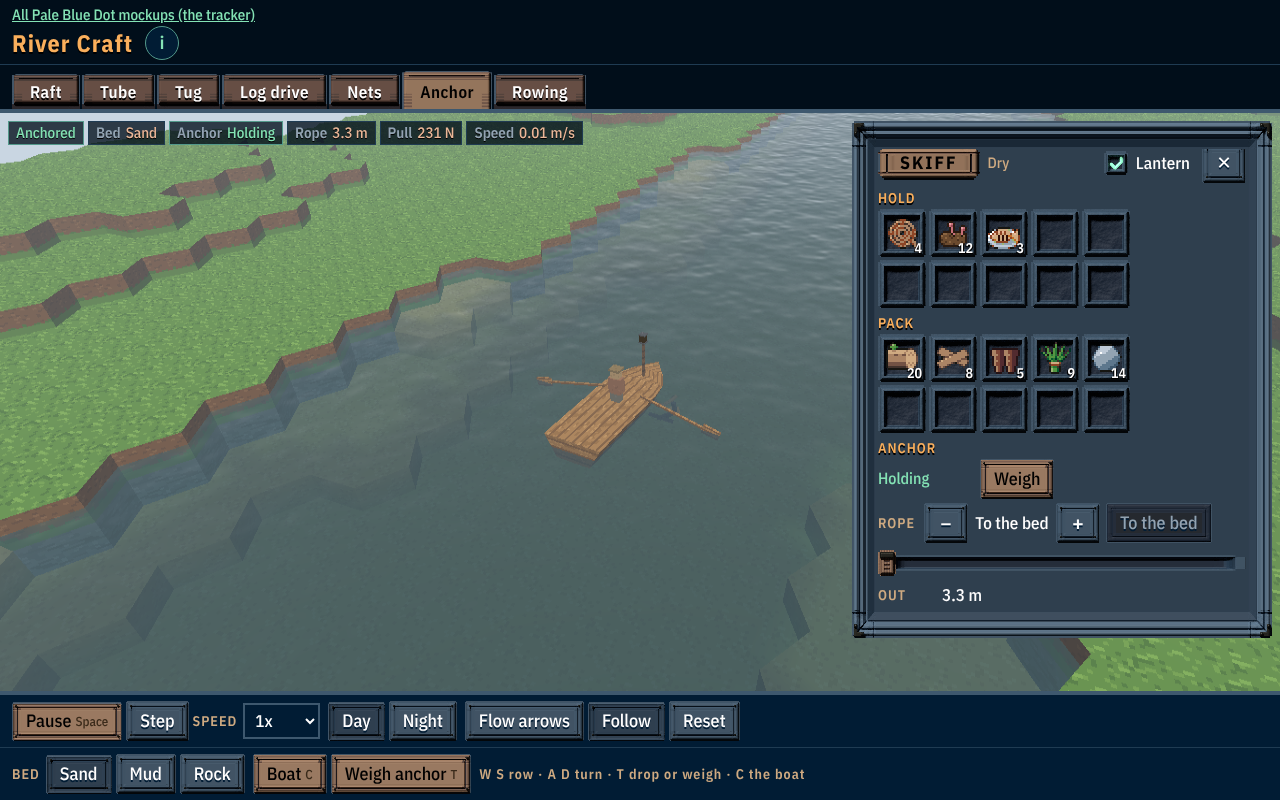 All Pale Blue Dot mockups (the tracker)
River Craft i
Raft Tube Tug Log drive Nets Anchor Rowing
Anchored Bed Sand Anchor Holding Rope 3.3 m Pull 231 N Speed 0.01 m/s
SKIFF Dry Lantern ×
HOLD
4 12 3
PACK
20 8 5 9 14
ANCHOR
Holding Weigh
ROPE − To the bed + To the bed
OUT 3.3 m
Pause Space Step SPEED 1x Day Night Flow arrows Follow Reset
BED Sand Mud Rock Boat C Weigh anchor T W S row · A D turn · T drop or weigh · C the boat